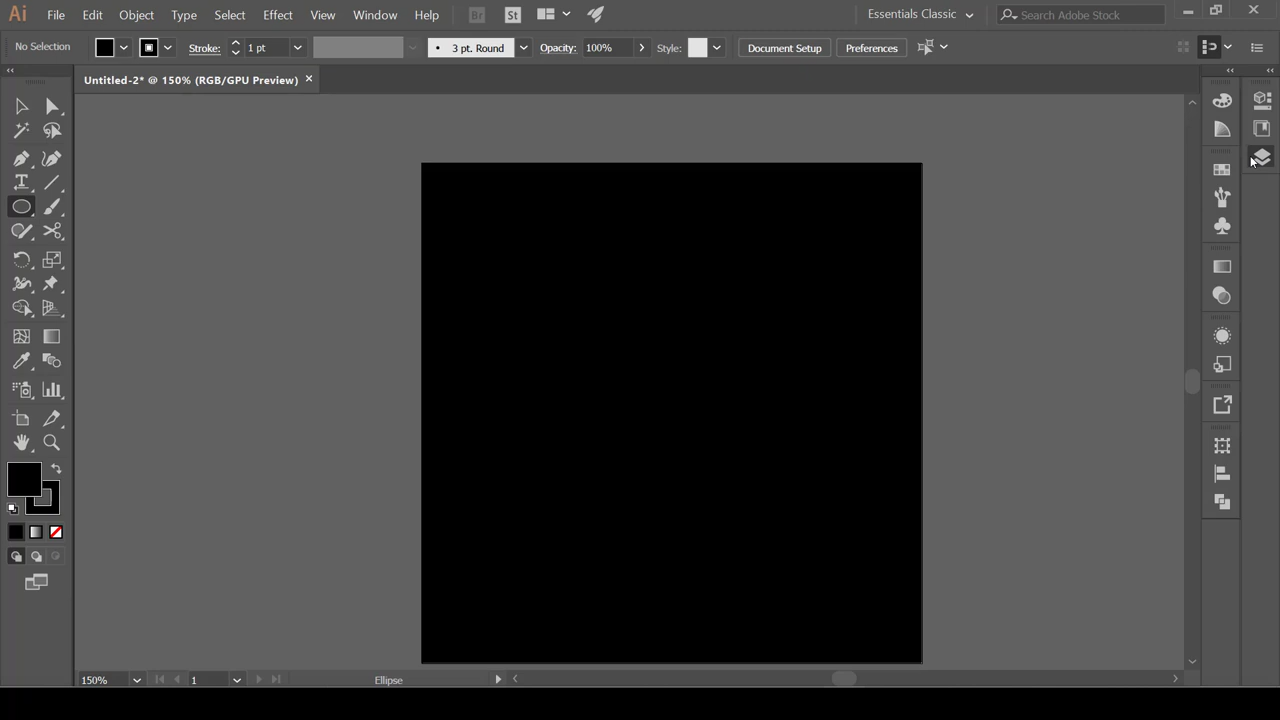 Ai File Edit Object Type Select Effect View Window Help Br St Essentials Classic Search Adobe Stock
No Selection Stroke: 1 pt 3 pt. Round Opacity: 100% Style: Document Setup Preferences
Untitled-2* @ 150% (RGB/GPU Preview) ×
150% 1 Ellipse